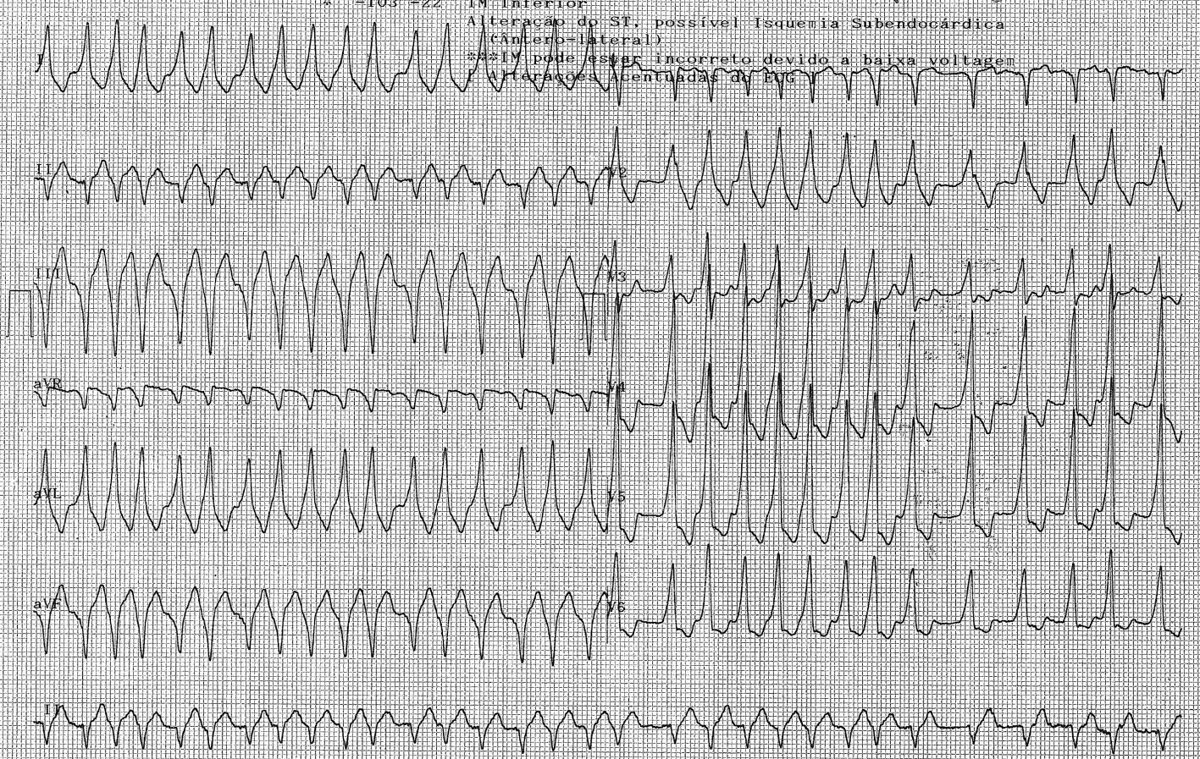 * -103 -22 IM Inferior
Alteração do ST, possível Isquemia Subendocárdica
(Ântero-lateral)
***IM pode estar incorreto devido a baixa voltagem
Alterações Acentuadas do ECG
I
II
V2
III
V3
aVR
V4
aVL
V5
aVF
V6
II